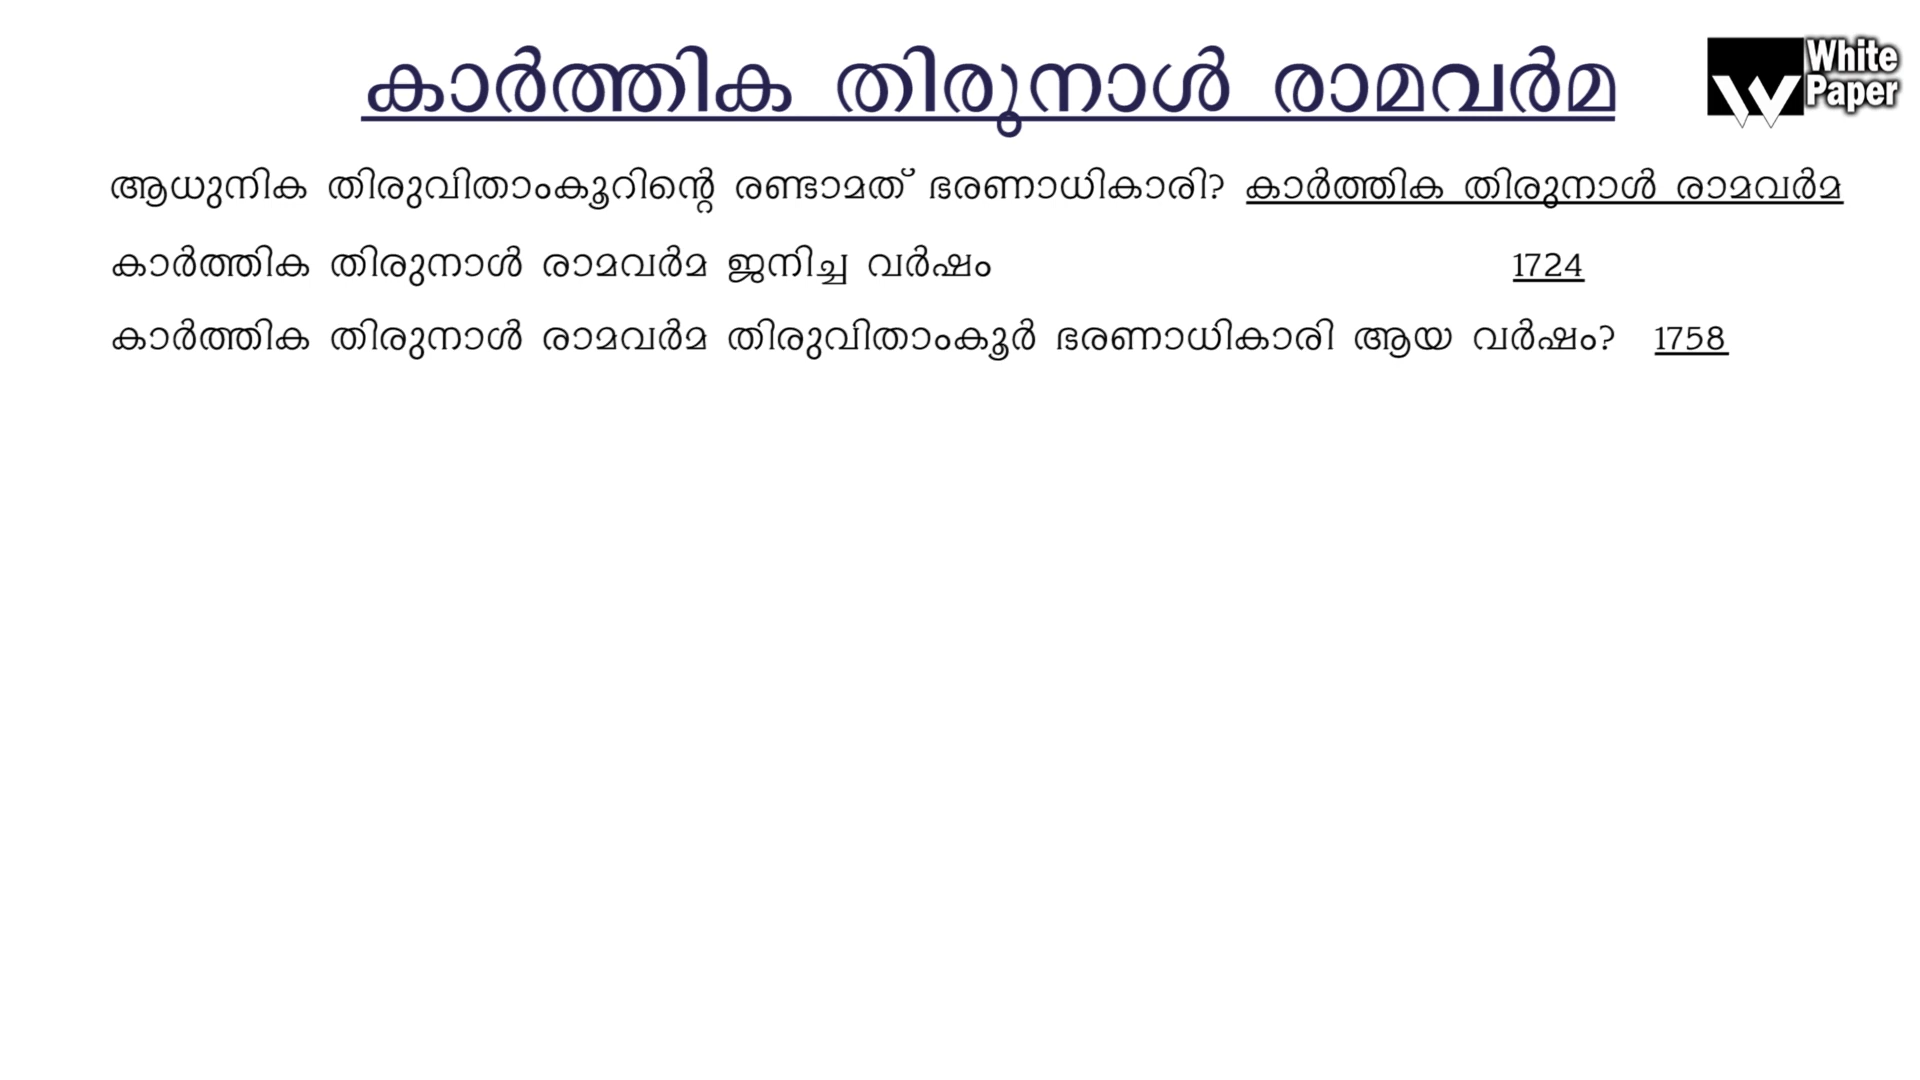 കാർത്തിക തിരുനാൾ രാമവർമ
White
Paper
ആധുനിക തിരുവിതാംകൂറിന്റെ രണ്ടാമത് ഭരണാധികാരി? കാർത്തിക തിരുനാൾ രാമവർമ
കാർത്തിക തിരുനാൾ രാമവർമ ജനിച്ച വർഷം 1724
കാർത്തിക തിരുനാൾ രാമവർമ തിരുവിതാംകൂർ ഭരണാധികാരി ആയ വർഷം? 1758